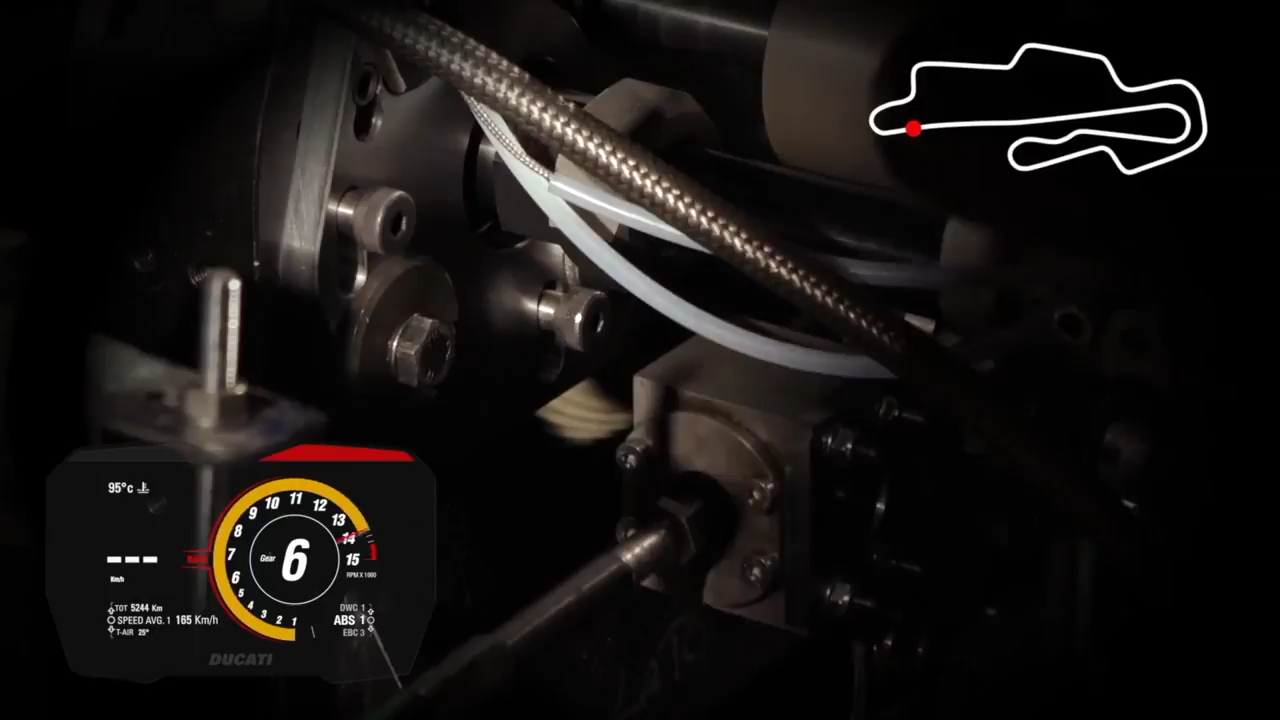 95°c
11
10
12
9
13
8
14
7
15
6
5
4
3
2
1
Gear
6
RPM X 1000
---
Km/h
TOT 5244 Km
SPEED AVG. 1 165 Km/h
T-AIR 25°
DWC 1
ABS 1
EBC 3
DUCATI